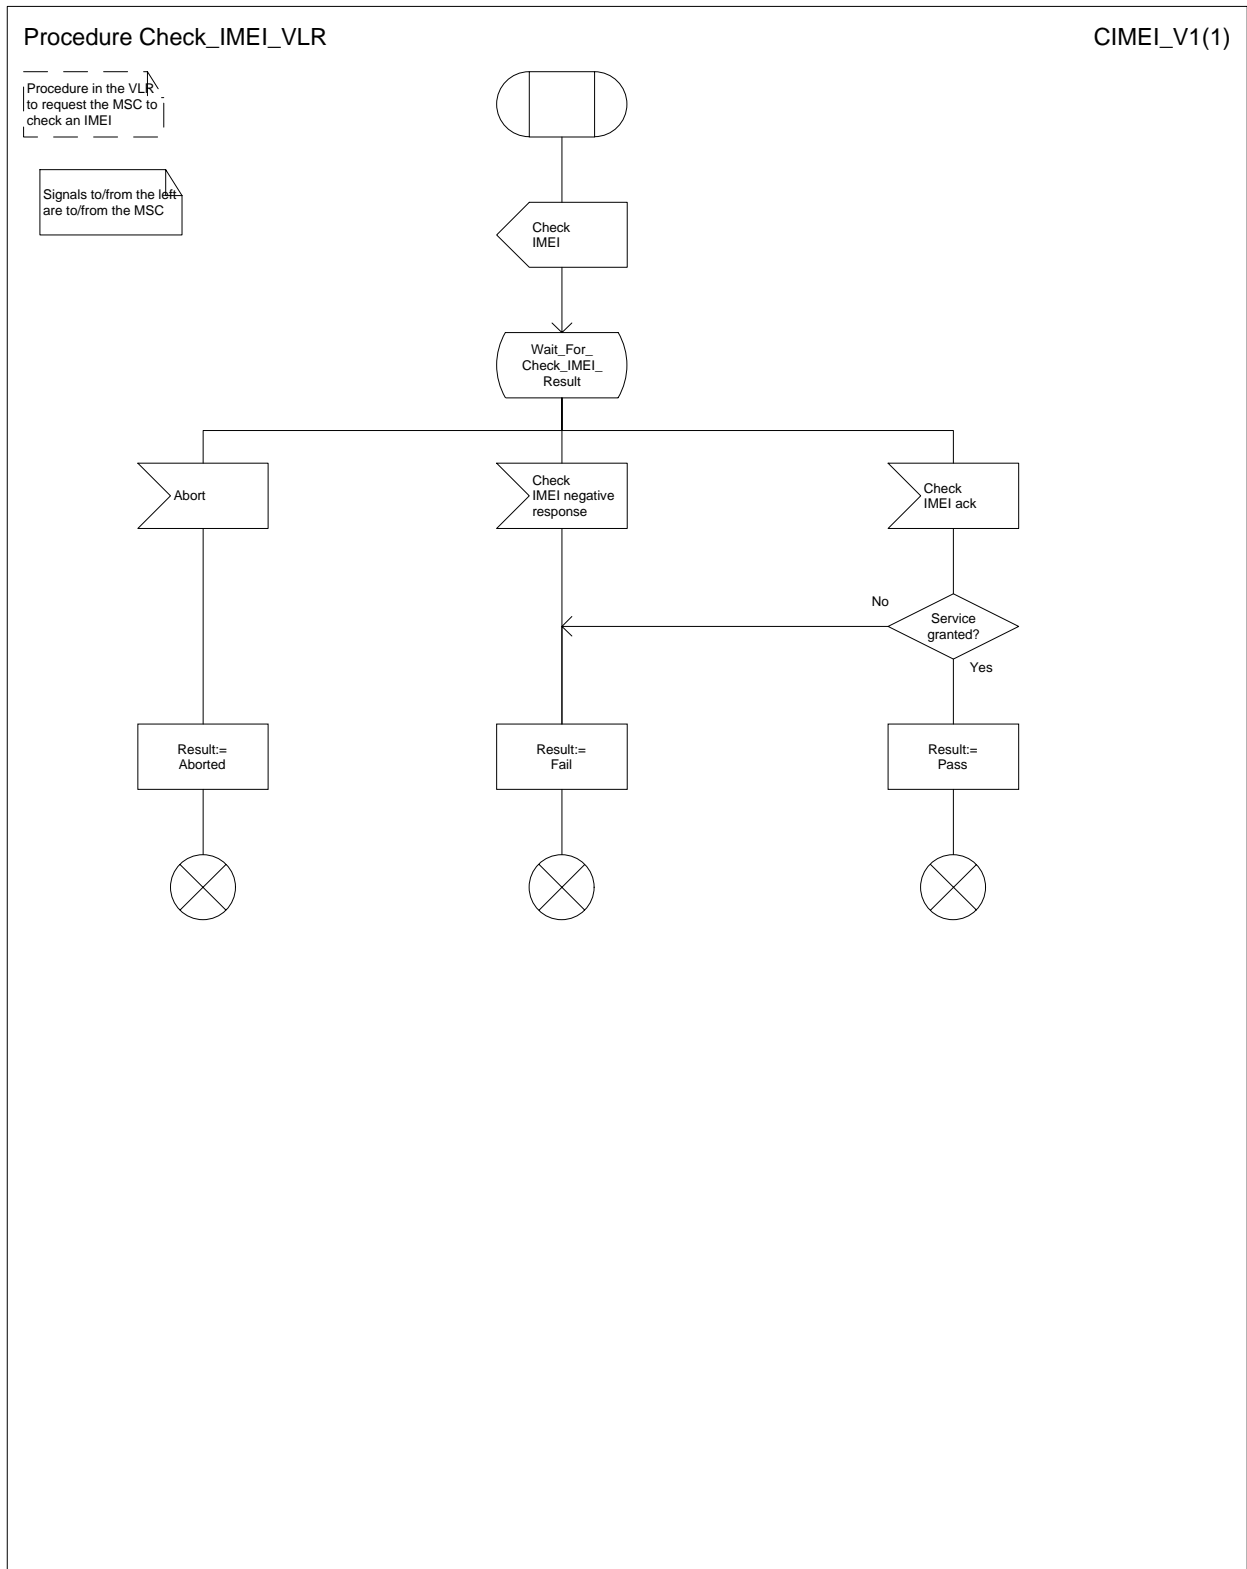 Procedure Check_IMEI_VLR
CIMEI_V1(1)
Procedure in the VLR
to request the MSC to
check an IMEI
Signals to/from the left
are to/from the MSC
Check
IMEI
Wait_For_
Check_IMEI_
Result
Abort
Check
IMEI negative
response
Check
IMEI ack
No
Service
granted?
Yes
Result:=
Aborted
Result:=
Fail
Result:=
Pass